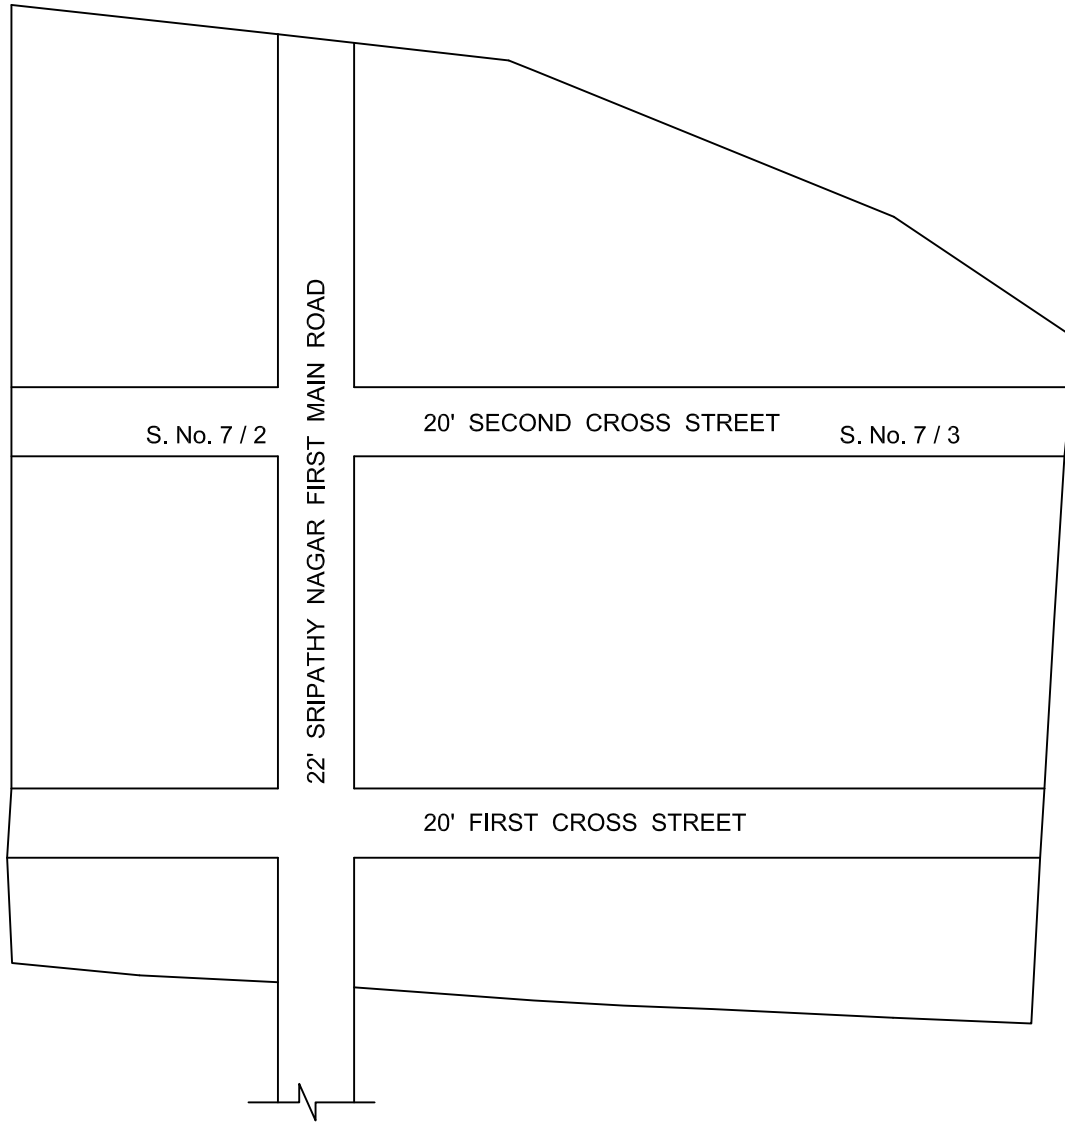 22' SRIPATHY NAGAR FIRST MAIN ROAD
20' SECOND CROSS STREET
S. No. 7 / 2
S. No. 7 / 3
20' FIRST CROSS STREET